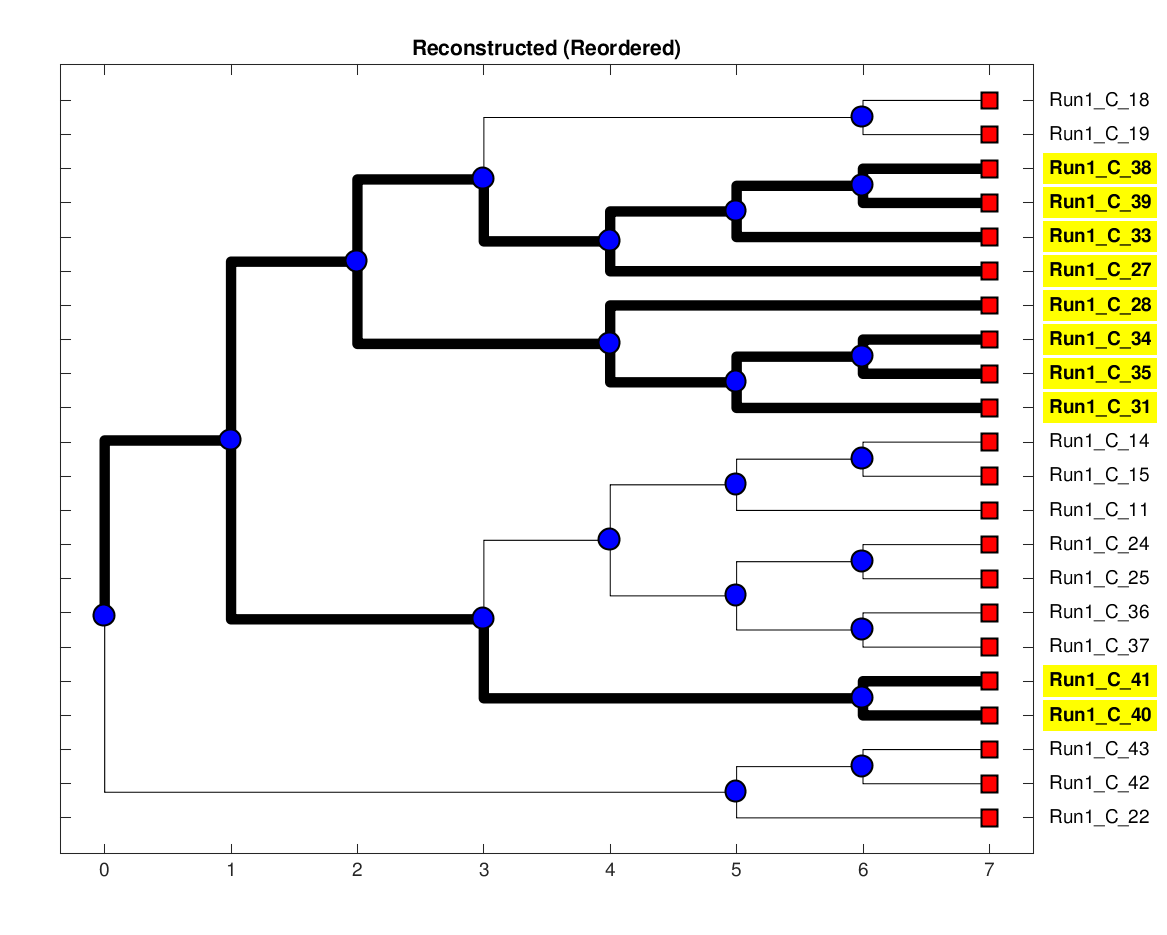 Reconstructed (Reordered)
Run1_C_18
Run1_C_19
Run1_C_38
Run1_C_39
Run1_C_33
Run1_C_27
Run1_C_28
Run1_C_34
Run1_C_35
Run1_C_31
Run1_C_14
Run1_C_15
Run1_C_11
Run1_C_24
Run1_C_25
Run1_C_36
Run1_C_37
Run1_C_41
Run1_C_40
Run1_C_43
Run1_C_42
Run1_C_22
0 1 2 3 4 5 6 7